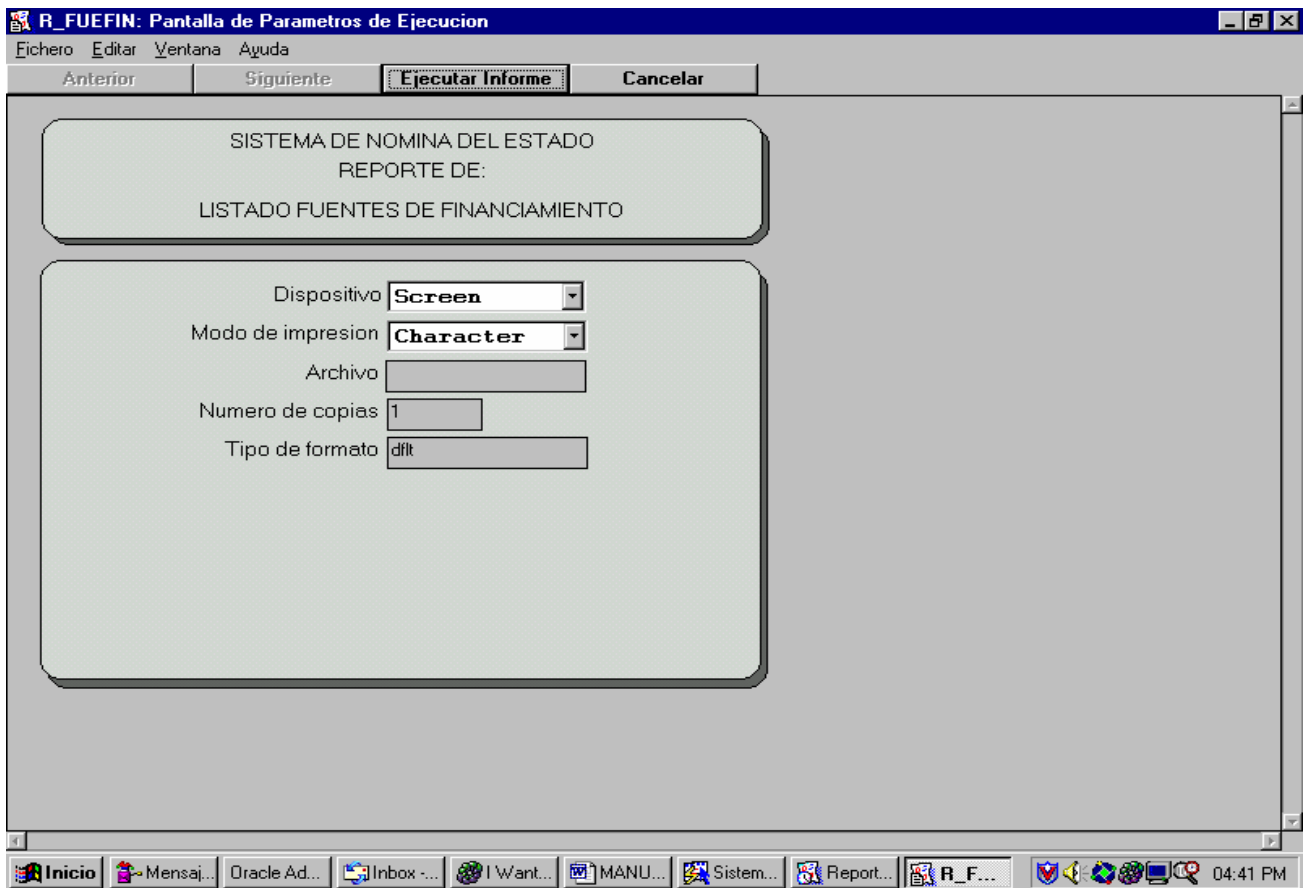 R_FUEFIN: Pantalla de Parametros de Ejecucion
Fichero Editar Ventana Ayuda
Anterior Siguiente Ejecutar Informe Cancelar
SISTEMA DE NOMINA DEL ESTADO
REPORTE DE:
LISTADO FUENTES DE FINANCIAMIENTO
Dispositivo Screen
Modo de impresion Character
Archivo
Numero de copias 1
Tipo de formato dflt
Inicio Mensaj... Oracle Ad... Inbox -... I Want... MANU... Sistem... Report... R_F... 04:41 PM